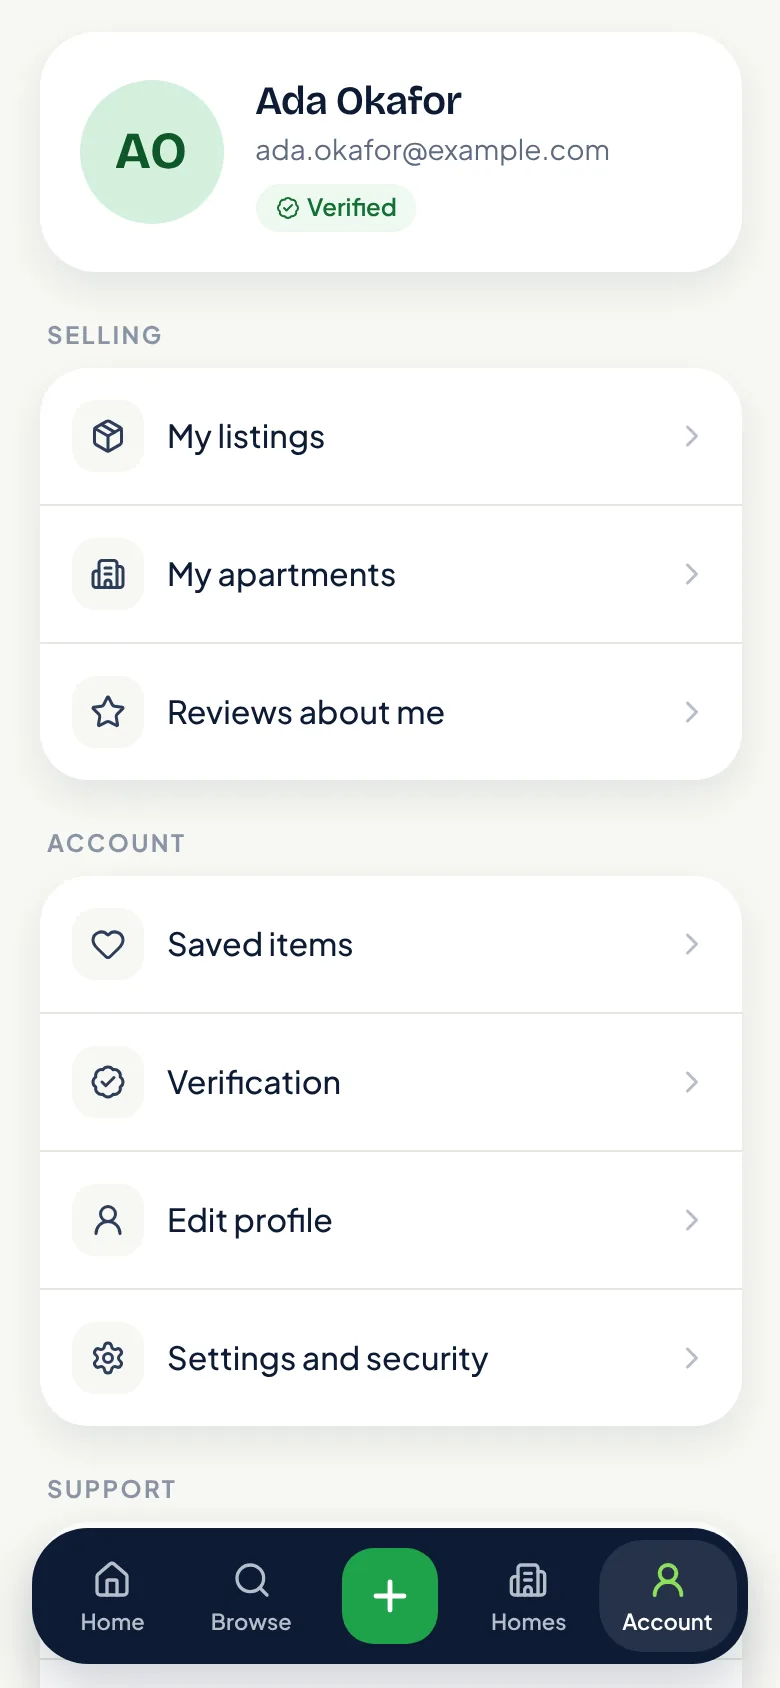 AO
Ada Okafor
ada.okafor@example.com
Verified
SELLING
My listings
My apartments
Reviews about me
ACCOUNT
Saved items
Verification
Edit profile
Settings and security
SUPPORT
Home
Browse
Homes
Account